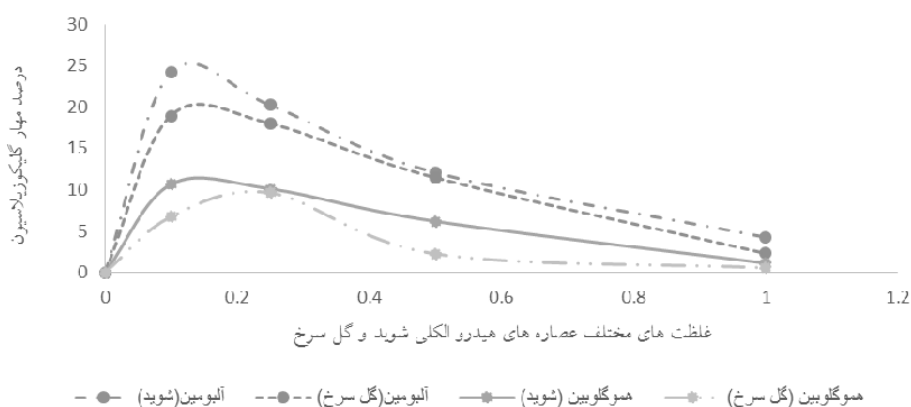 30
25
20
15
10
5
0
درصد مهار گلیکوزیلاسیون
0 0.2 0.4 0.6 0.8 1 1.2
غلظت های مختلف عصاره های هیدرو الکلی شوید و گل سرخ
آلبومین(شوید) آلبومین(گل سرخ) هموگلوبین (شوید) هموگلوبین (گل سرخ)